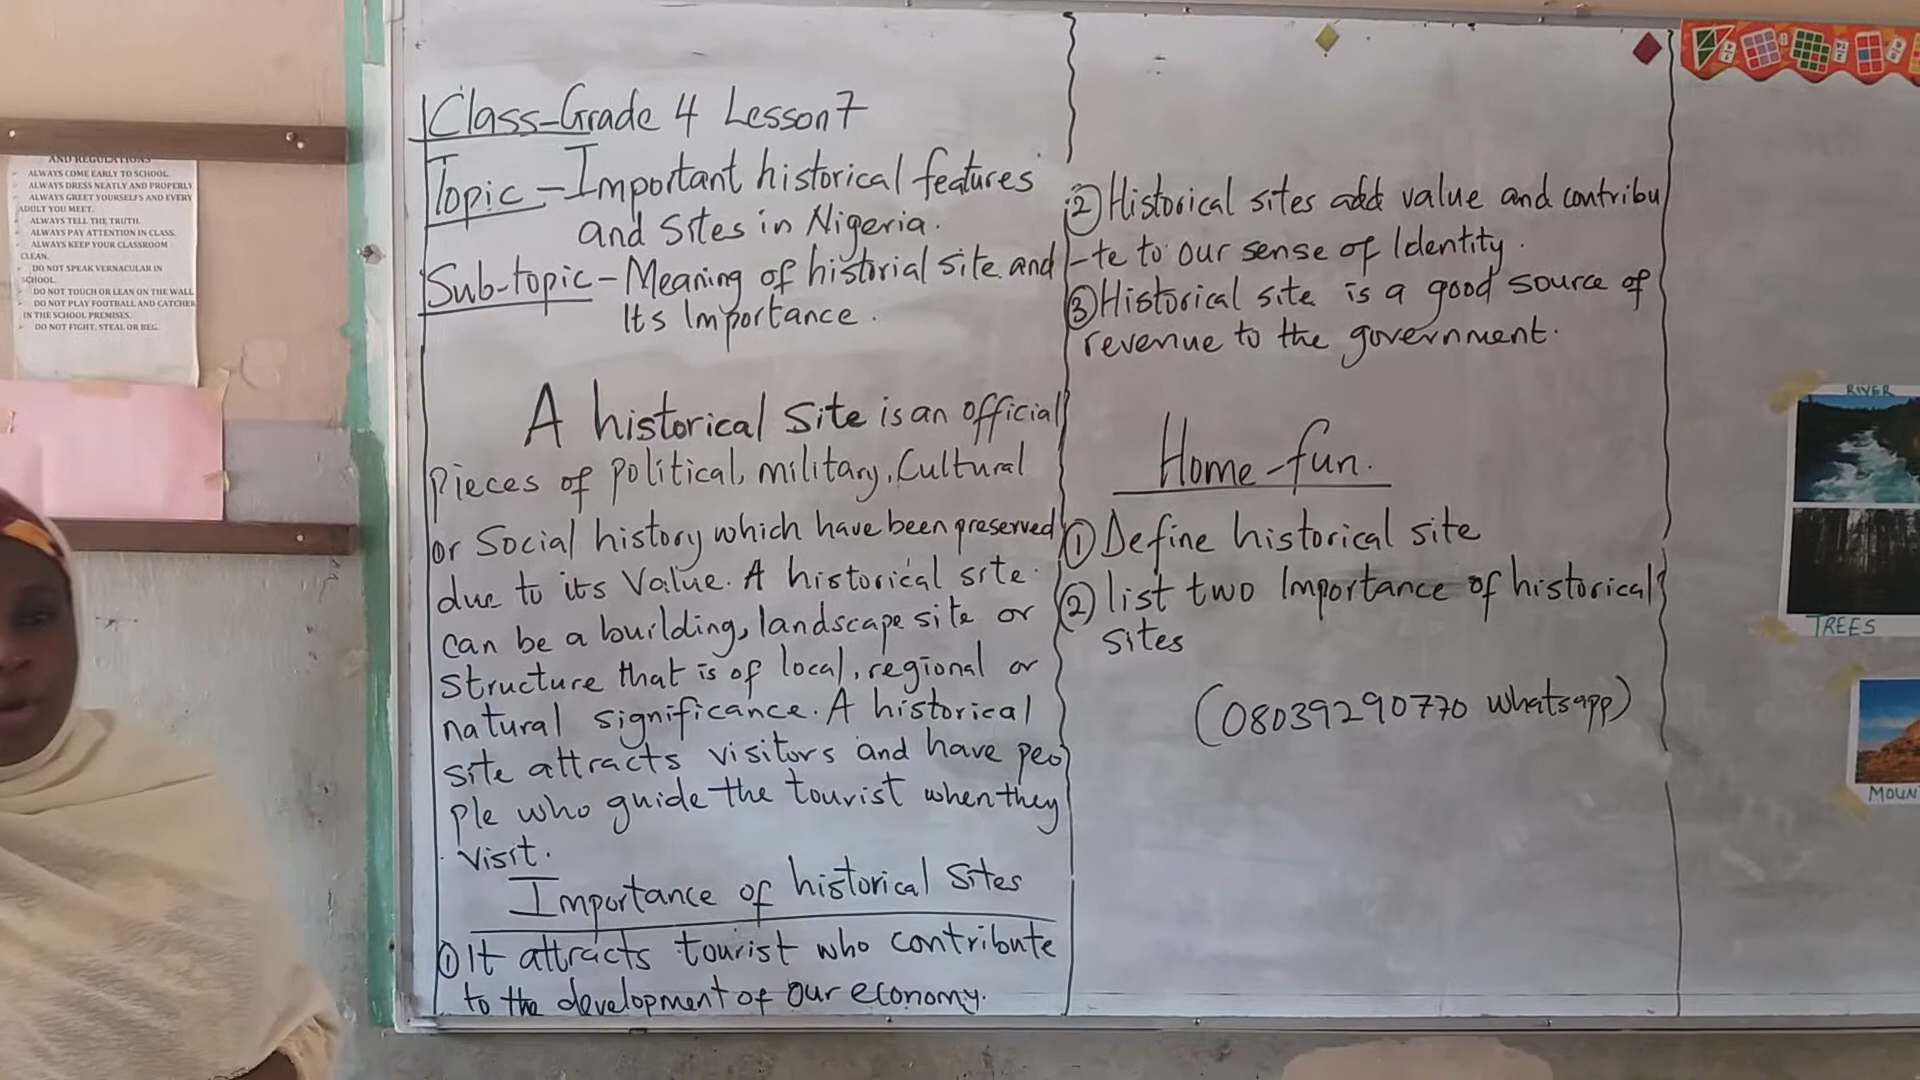 AND REGULATIONS
ALWAYS COME EARLY TO SCHOOL.
ALWAYS DRESS NEATLY AND PROPERLY
ALWAYS GREET YOURSELFS AND EVERY
ADULT YOU MEET.
ALWAYS TELL THE TRUTH.
ALWAYS PAY ATTENTION IN CLASS.
ALWAYS KEEP YOUR CLASSROOM
CLEAN.
DO NOT SPEAK VERNACULAR IN
SCHOOL.
DO NOT TOUCH OR LEAN ON THE WALL
DO NOT PLAY FOOTBALL AND CATCHER
IN THE SCHOOL PREMISES.
DO NOT FIGHT, STEAL OR BEG.
Class-Grade 4 Lesson 7
Topic - Important historical features
and sites in Nigeria.
Sub-topic - Meaning of historial site and
Its Importance.
A historical site is an official
pieces of political, military, Cultural
or Social history which have been preserved
due to its Value. A historical site
can be a building, landscape site or
structure that is of local, regional or
natural significance. A historical
site attracts visitors and have peo
ple who guide the tourist when they
visit.
Importance of historical Sites
① It attracts tourist who contribute
to the development of our economy.
② Historical sites add value and contribu
-te to our sense of Identity.
③ Historical site is a good source of
revenue to the government.
Home-fun.
① Define historical site
② list two Importance of historical
sites
(08039290770 whatsapp)
RIVER
TREES
MOUN